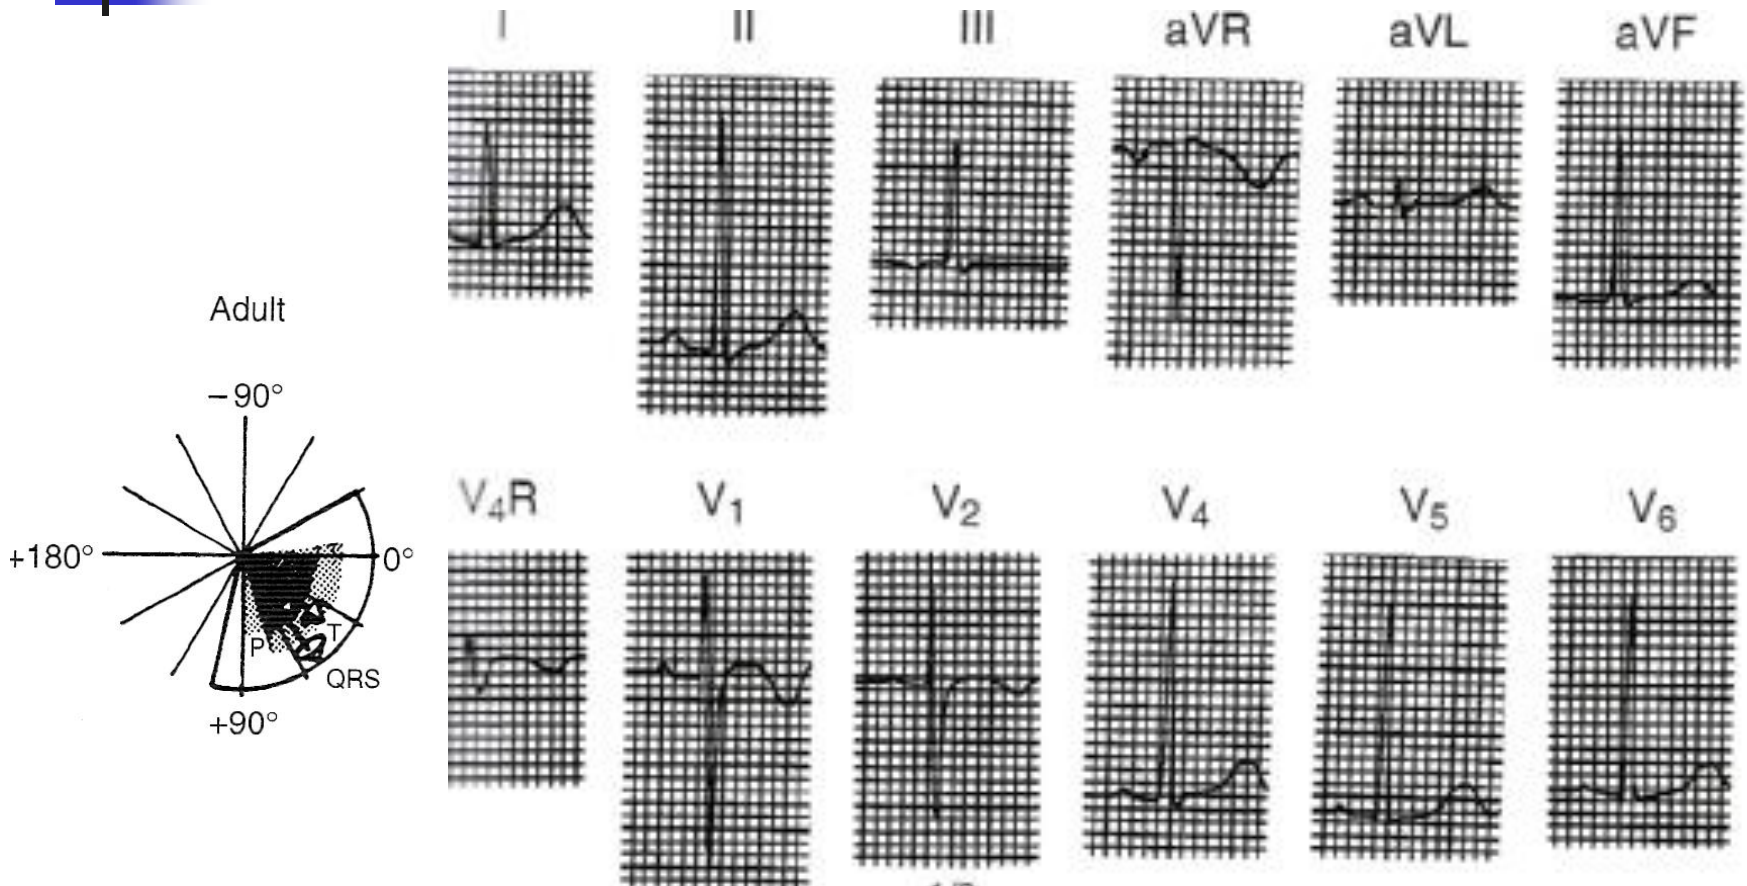 I II III aVR aVL aVF
Adult
−90°
+180° 0°
P T
QRS
+90°
V4R V1 V2 V4 V5 V6